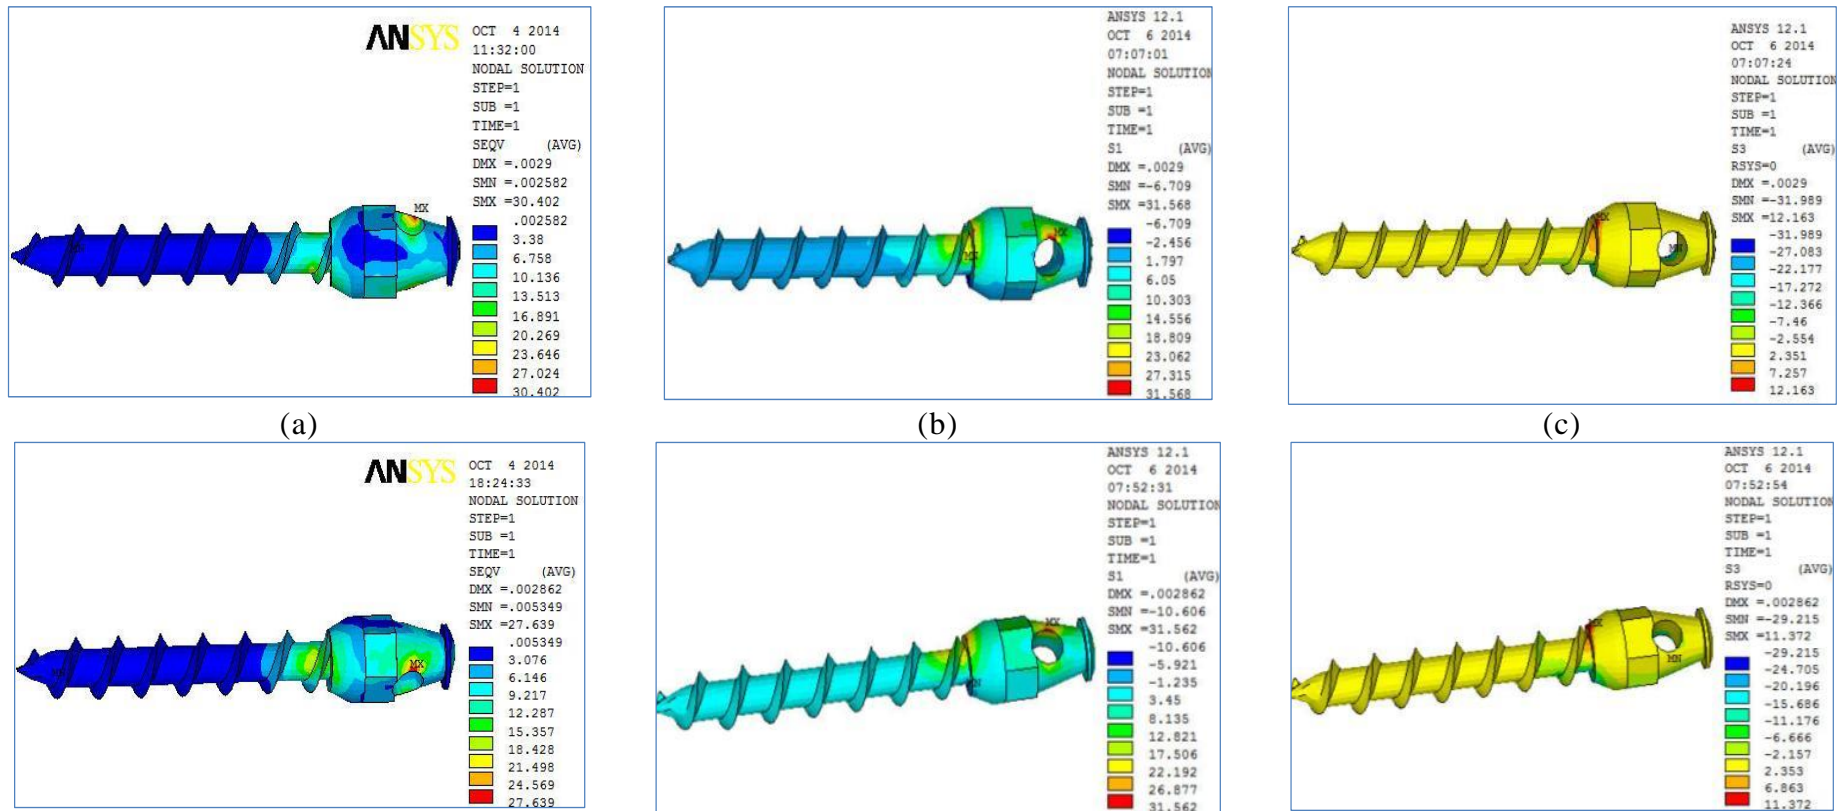 ANSYS
OCT 4 2014
11:32:00
NODAL SOLUTION
STEP=1
SUB =1
TIME=1
SEQV (AVG)
DMX =.0029
SMN =.002582
SMX =30.402
.002582
3.38
6.758
10.136
13.513
16.891
20.269
23.646
27.024
30.402
MX
(a)
ANSYS 12.1
OCT 6 2014
07:07:01
NODAL SOLUTION
STEP=1
SUB =1
TIME=1
S1 (AVG)
DMX =.0029
SMN =-6.709
SMX =31.568
-6.709
-2.456
1.797
6.05
10.303
14.556
18.809
23.062
27.315
31.568
MX
MN
(b)
ANSYS 12.1
OCT 6 2014
07:07:24
NODAL SOLUTION
STEP=1
SUB =1
TIME=1
S3 (AVG)
RSYS=0
DMX =.0029
SMN =-31.989
SMX =12.163
-31.989
-27.083
-22.177
-17.272
-12.366
-7.46
-2.554
2.351
7.257
12.163
MX
MN
(c)
ANSYS
OCT 4 2014
18:24:33
NODAL SOLUTION
STEP=1
SUB =1
TIME=1
SEQV (AVG)
DMX =.002862
SMN =.005349
SMX =27.639
.005349
3.076
6.146
9.217
12.287
15.357
18.428
21.498
24.569
27.639
MN
MX
ANSYS 12.1
OCT 6 2014
07:52:31
NODAL SOLUTION
STEP=1
SUB =1
TIME=1
S1 (AVG)
DMX =.002862
SMN =-10.606
SMX =31.562
-10.606
-5.921
-1.235
3.45
8.135
12.821
17.506
22.192
26.877
31.562
MX
MN
ANSYS 12.1
OCT 6 2014
07:52:54
NODAL SOLUTION
STEP=1
SUB =1
TIME=1
S3 (AVG)
RSYS=0
DMX =.002862
SMN =-29.215
SMX =11.372
-29.215
-24.705
-20.196
-15.686
-11.176
-6.666
-2.157
2.353
6.863
11.372
MX
MN